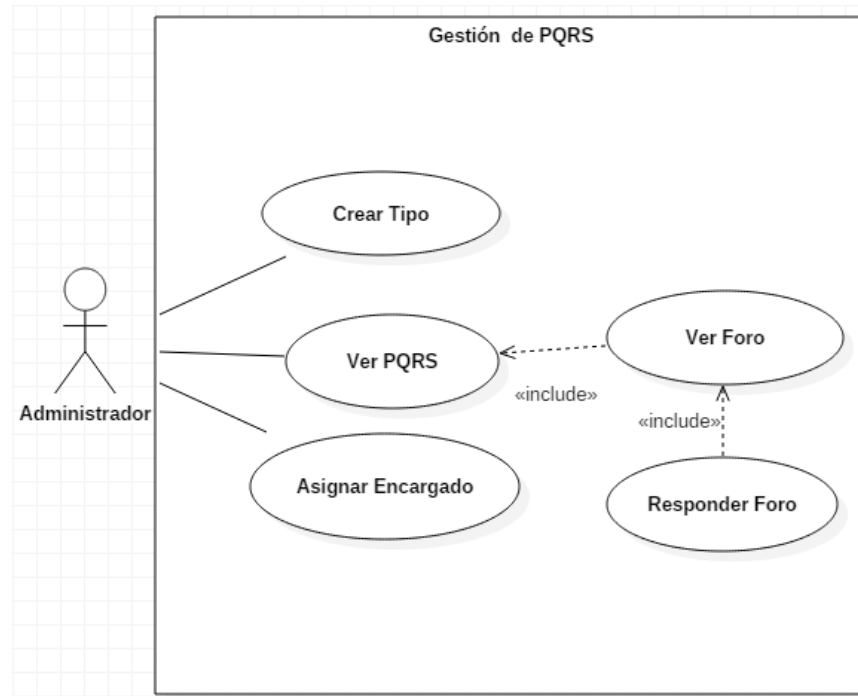 Gestión de PQRS
Crear Tipo
Ver PQRS
Ver Foro
«include»
«include»
Administrador
Asignar Encargado
Responder Foro